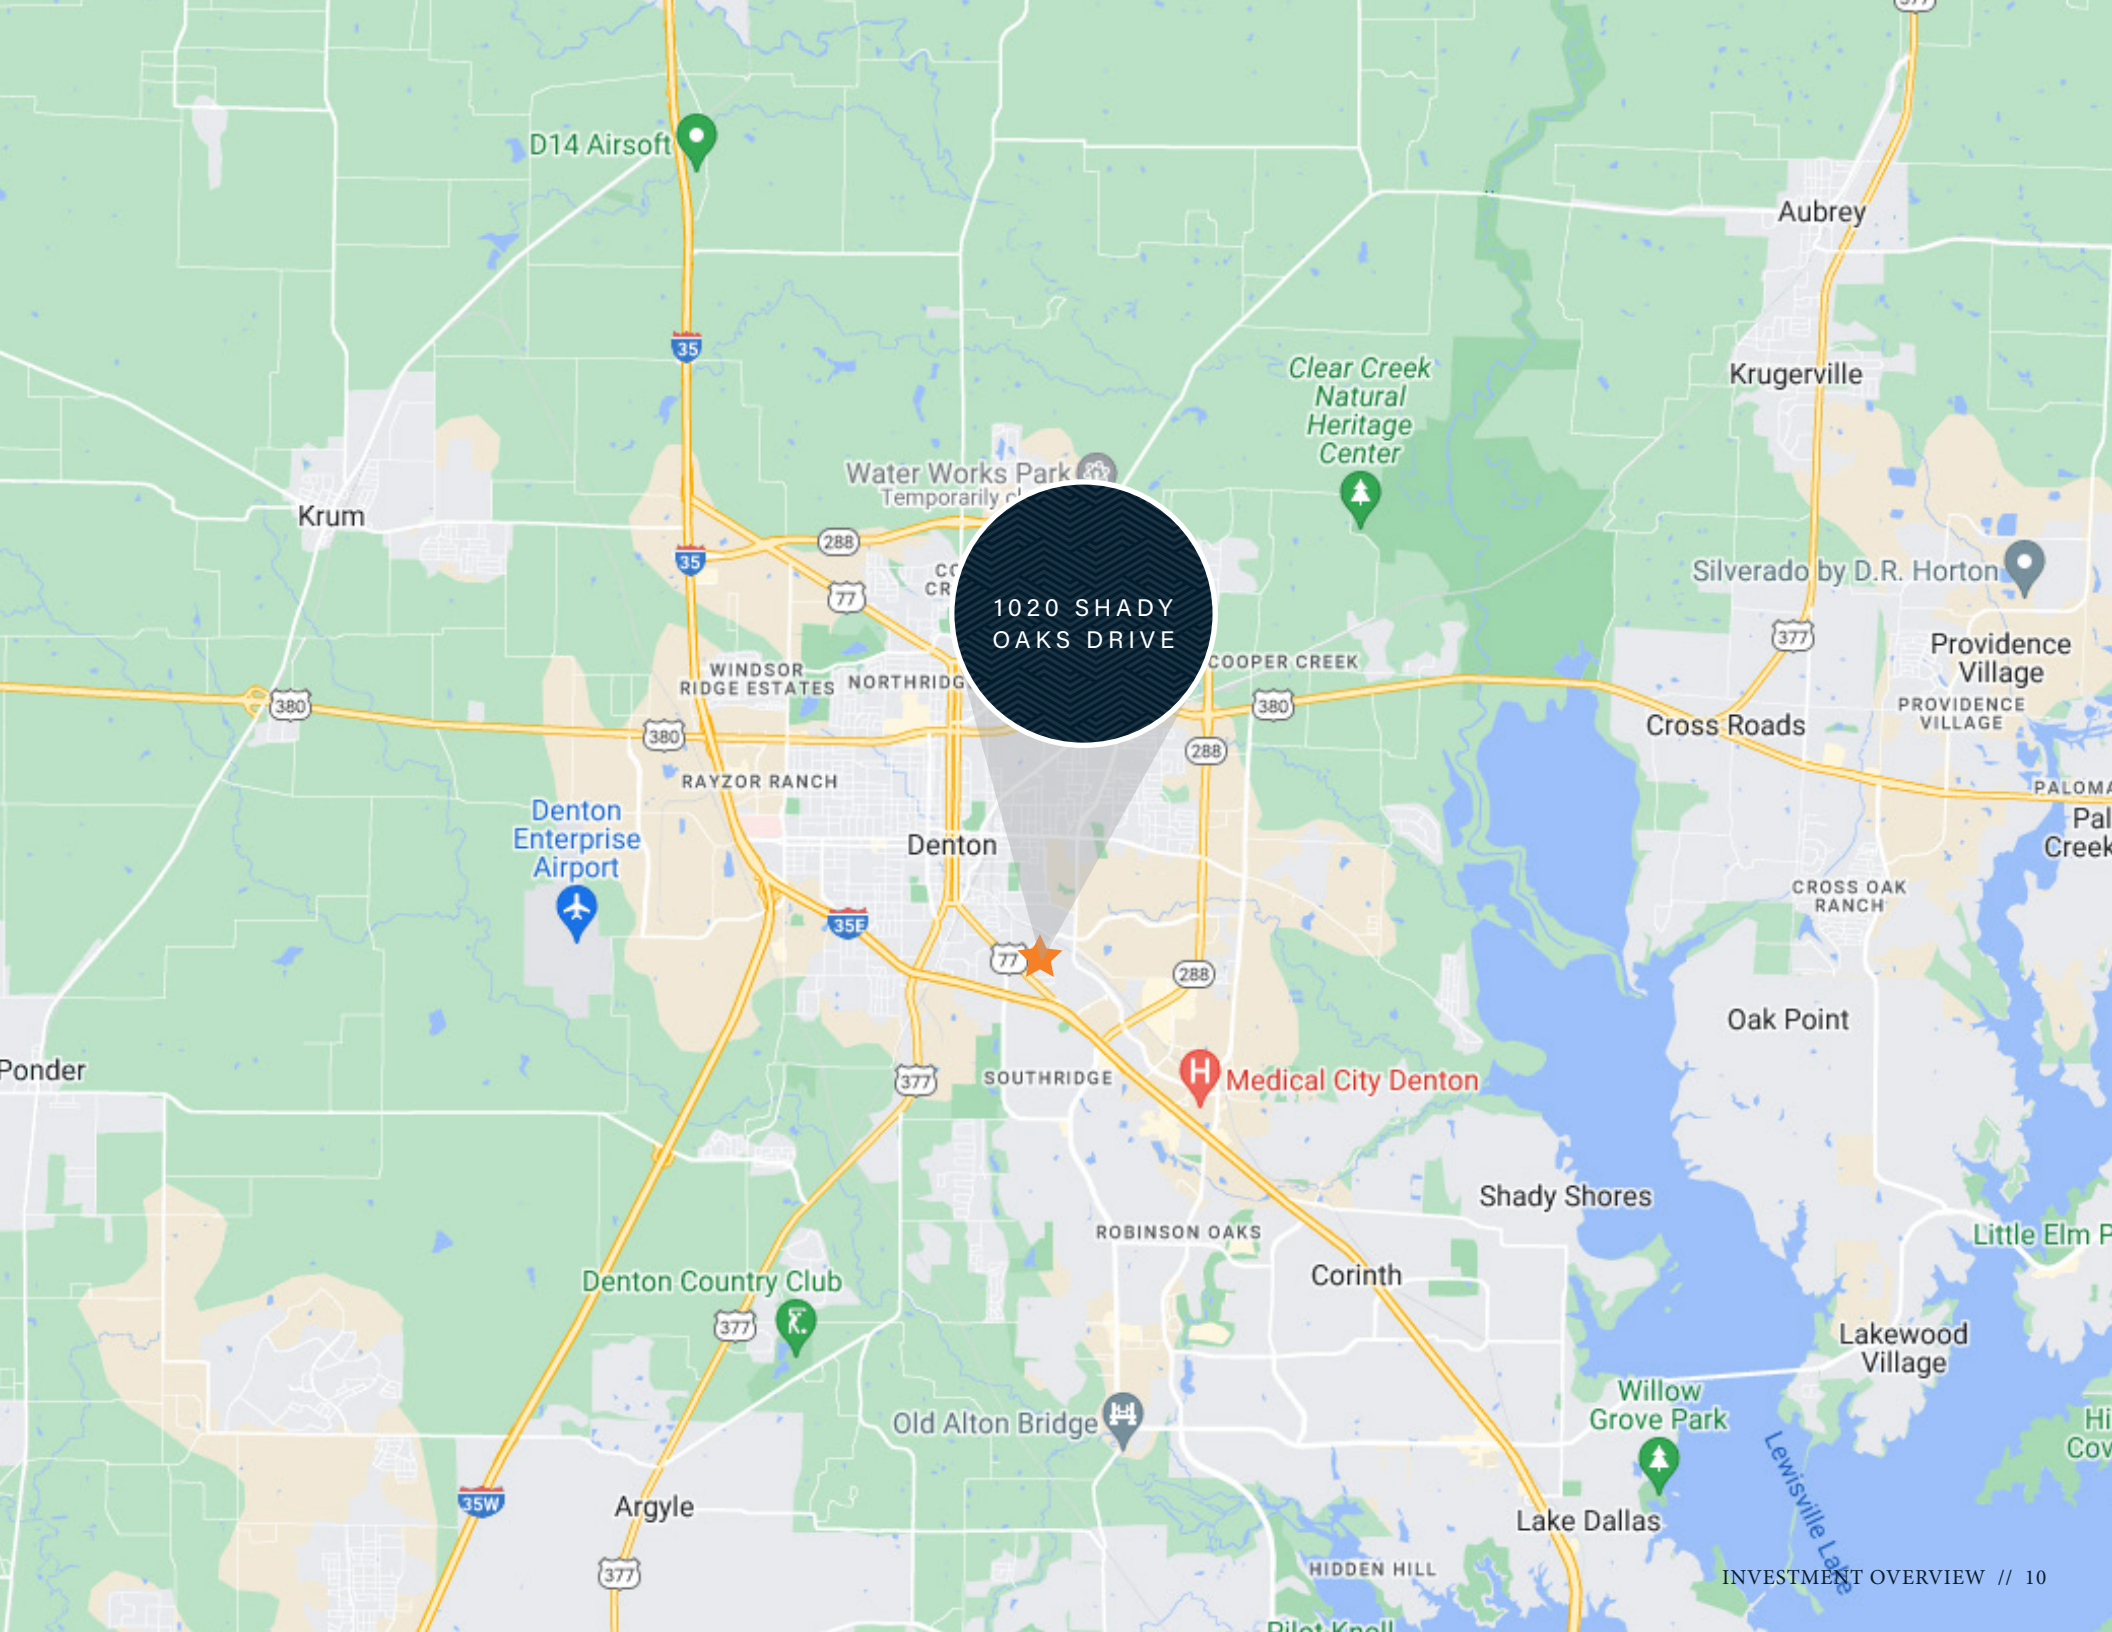 377
D14 Airsoft
Aubrey
35
Clear Creek
Natural
Heritage
Center
Krugerville
Water Works Park
Temporarily
Krum
288
35
77
Silverado by D.R. Horton
1020 SHADY
OAKS DRIVE
377
Providence
Village
COOPER CREEK
WINDSOR
RIDGE ESTATES
NORTHRIDG
380
380
380
PROVIDENCE
VILLAGE
Cross Roads
288
RAYZOR RANCH
PALOMA
Denton
Enterprise
Airport
Pal
Creek
Denton
CROSS OAK
RANCH
35E
77
288
Oak Point
Ponder
377
SOUTHRIDGE
Medical City Denton
Shady Shores
ROBINSON OAKS
Little Elm P
Corinth
Denton Country Club
377
Lakewood
Village
Willow
Grove Park
Old Alton Bridge
Hi
Cov
Lewisville Lake
35W
Argyle
Lake Dallas
377
HIDDEN HILL
INVESTMENT OVERVIEW // 10
Pilot Knoll